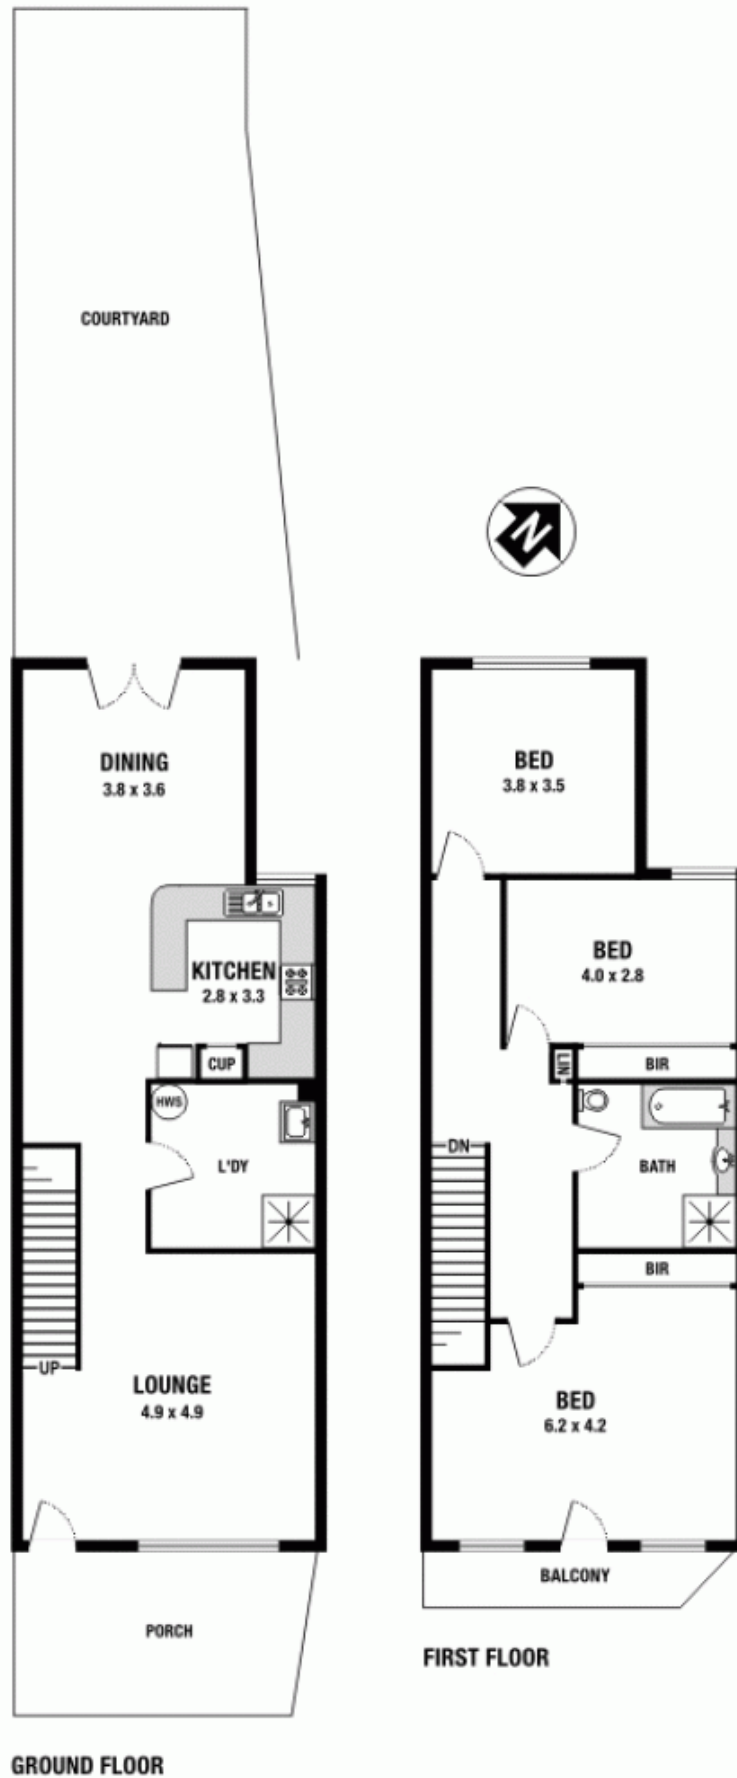 COURTYARD
N
DINING
3.8 x 3.6
KITCHEN
2.8 x 3.3
S
CUP
HWS
L'DY
UP
LOUNGE
4.9 x 4.9
PORCH
GROUND FLOOR
BED
3.8 x 3.5
BED
4.0 x 2.8
LIN
BIR
DN
BATH
BIR
BED
6.2 x 4.2
BALCONY
FIRST FLOOR